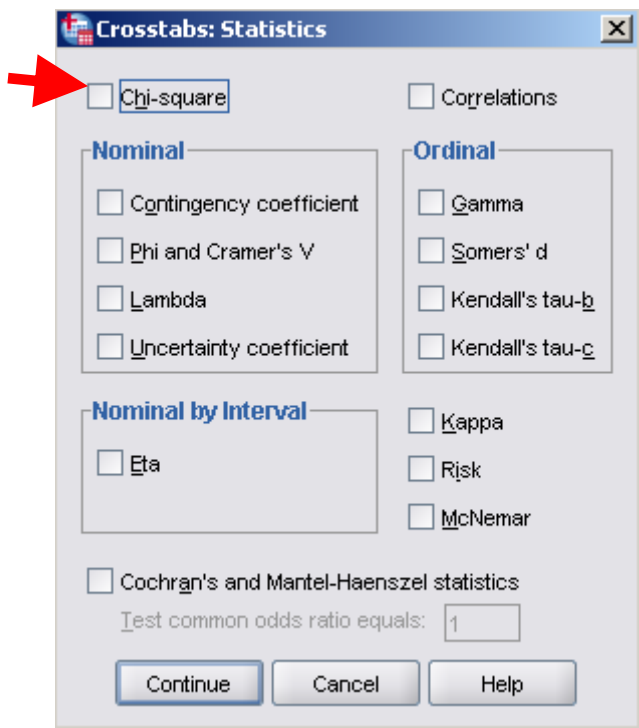 Crosstabs: Statistics
Chi-square
Correlations
Nominal
Contingency coefficient
Phi and Cramer's V
Lambda
Uncertainty coefficient
Ordinal
Gamma
Somers' d
Kendall's tau-b
Kendall's tau-c
Nominal by Interval
Eta
Kappa
Risk
McNemar
Cochran's and Mantel-Haenszel statistics
Test common odds ratio equals: 1
Continue Cancel Help